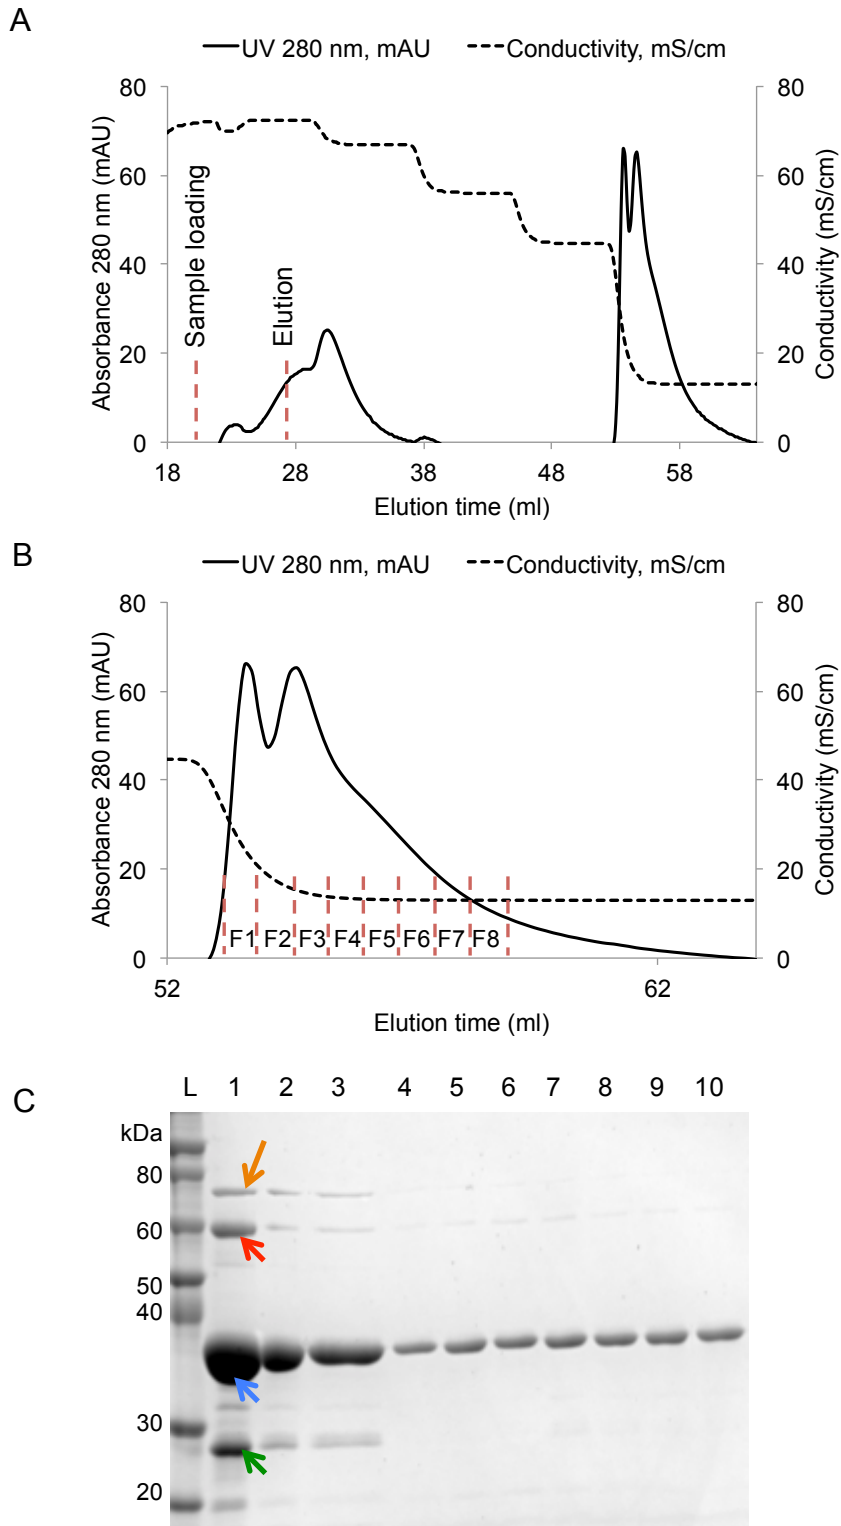 A
UV 280 nm, mAU
Conductivity, mS/cm
Absorbance 280 nm (mAU)
80
60
40
20
0
Sample loading
Elution
80
60
40
20
0
Conductivity (mS/cm)
18 28 38 48 58
Elution time (ml)
B
UV 280 nm, mAU
Conductivity, mS/cm
Absorbance 280 nm (mAU)
80
60
40
20
0
F1 F2 F3 F4 F5 F6 F7 F8
80
60
40
20
0
Conductivity (mS/cm)
52 62
Elution time (ml)
C
L 1 2 3 4 5 6 7 8 9 10
kDa
80
60
50
40
30
20